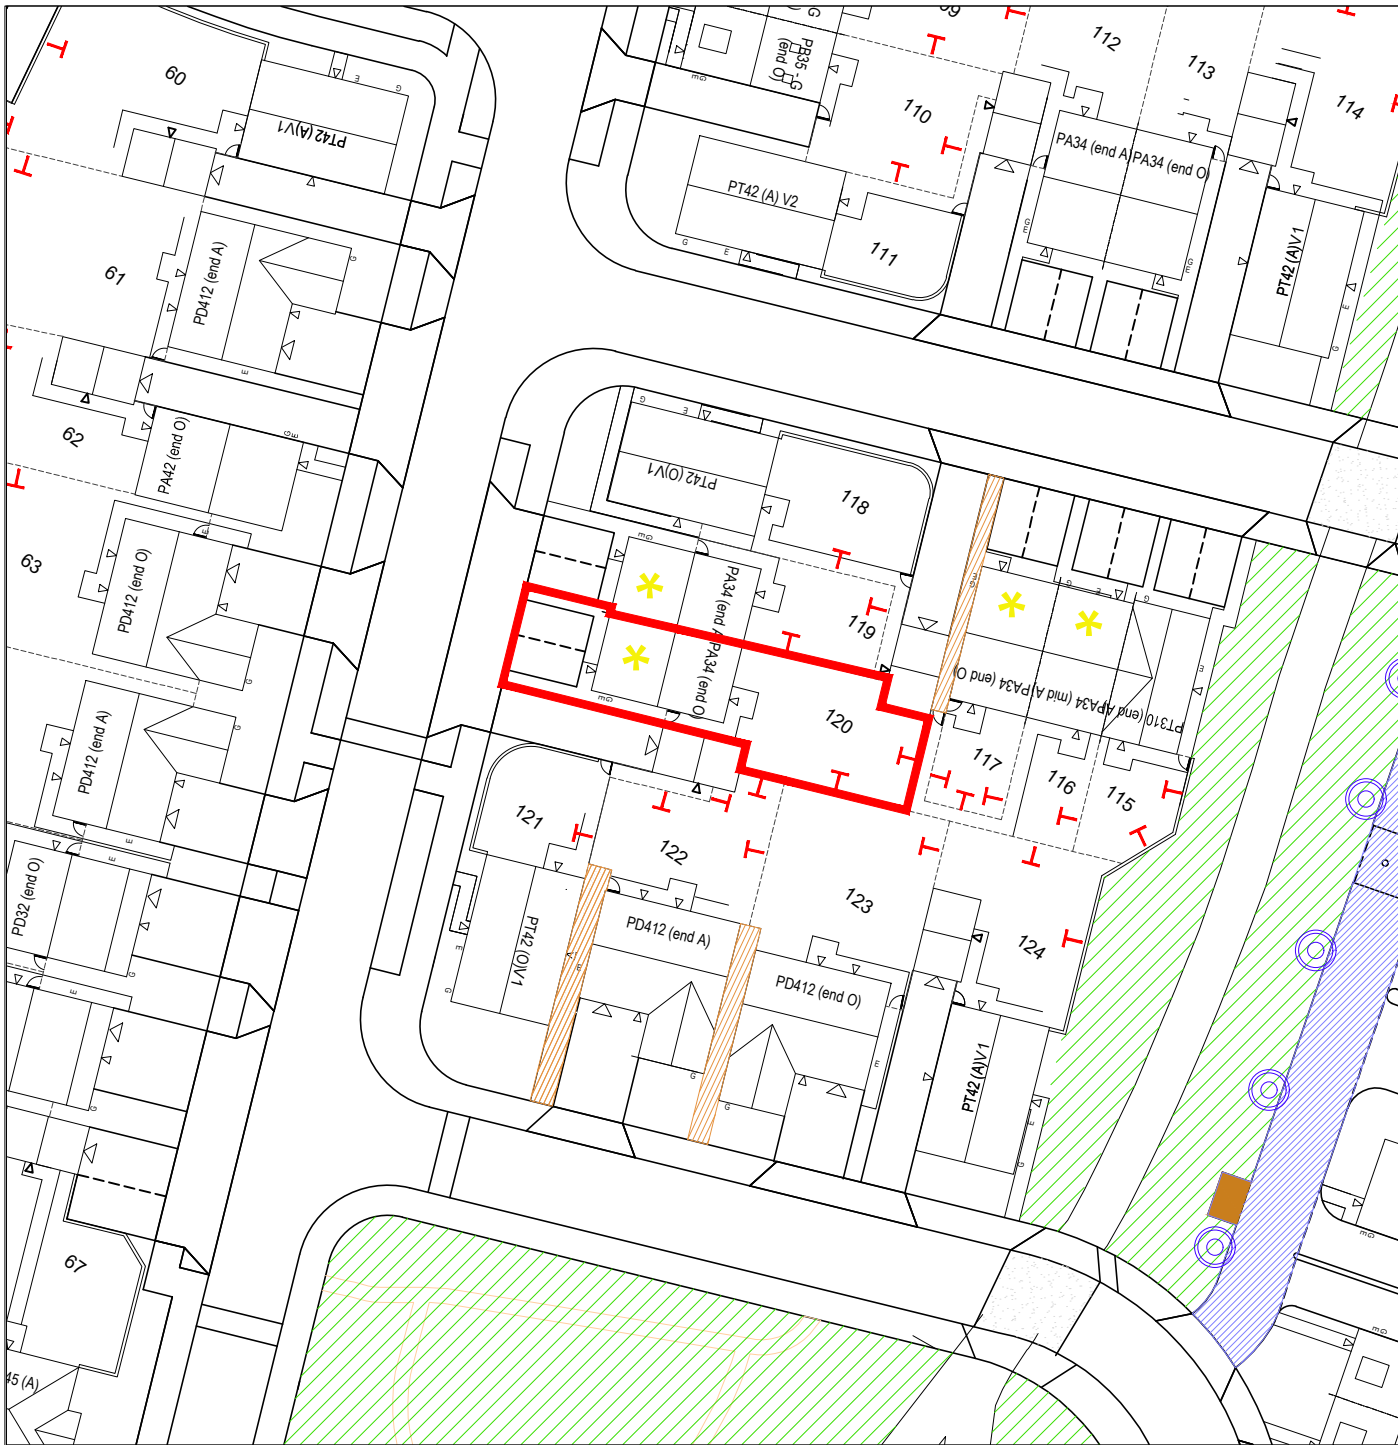 112
113
114
60
PB35 - G
(end O)
110
PT42 (A)V1
PA34 (end A)
PA34 (end O)
PT42 (A) V2
111
PT42 (A)V1
61
PD412 (end A)
62
PA42 (end O)
PT42 (O)V1
118
63
PD412 (end O)
PA34 (end A)
PA34 (end O)
119
120
PA34 (end O)
PA34 (mid A)
PA34 (end A)
PT310 (end O)
117
116
115
PD412 (end A)
121
122
123
124
PD32 (end O)
PT42 (O)V1
PD412 (end A)
PD412 (end O)
PT42 (A)V1
67
45 (A)